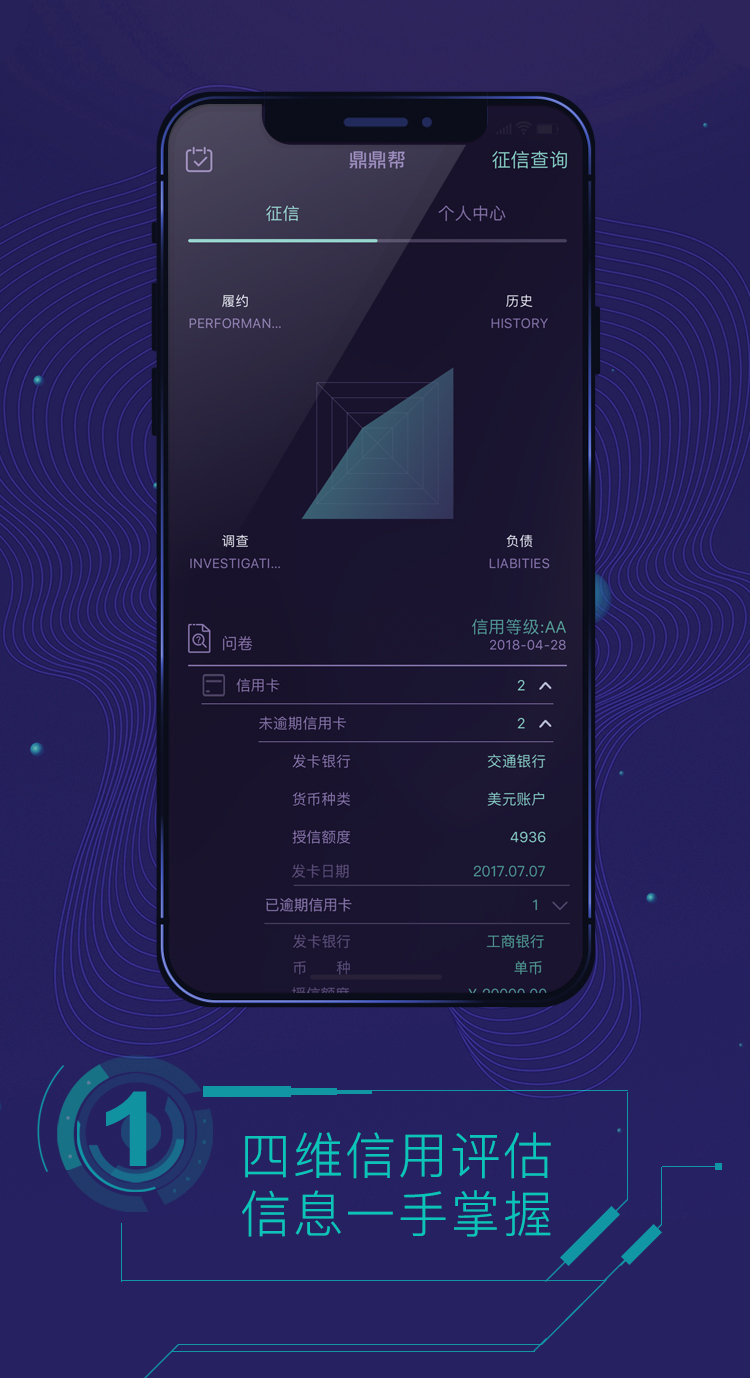 鼎鼎帮
征信查询
征信
个人中心
履约
历史
PERFORMAN...
HISTORY
调查
负债
INVESTIGATI...
LIABITIES
问卷
信用等级:AA
2018-04-28
信用卡
2
未逾期信用卡
2
发卡银行
交通银行
货币种类
美元账户
授信额度
4936
发卡日期
2017.07.07
已逾期信用卡
1
发卡银行
工商银行
币 种
单币
授信额度
1
四维信用评估
信息一手掌握